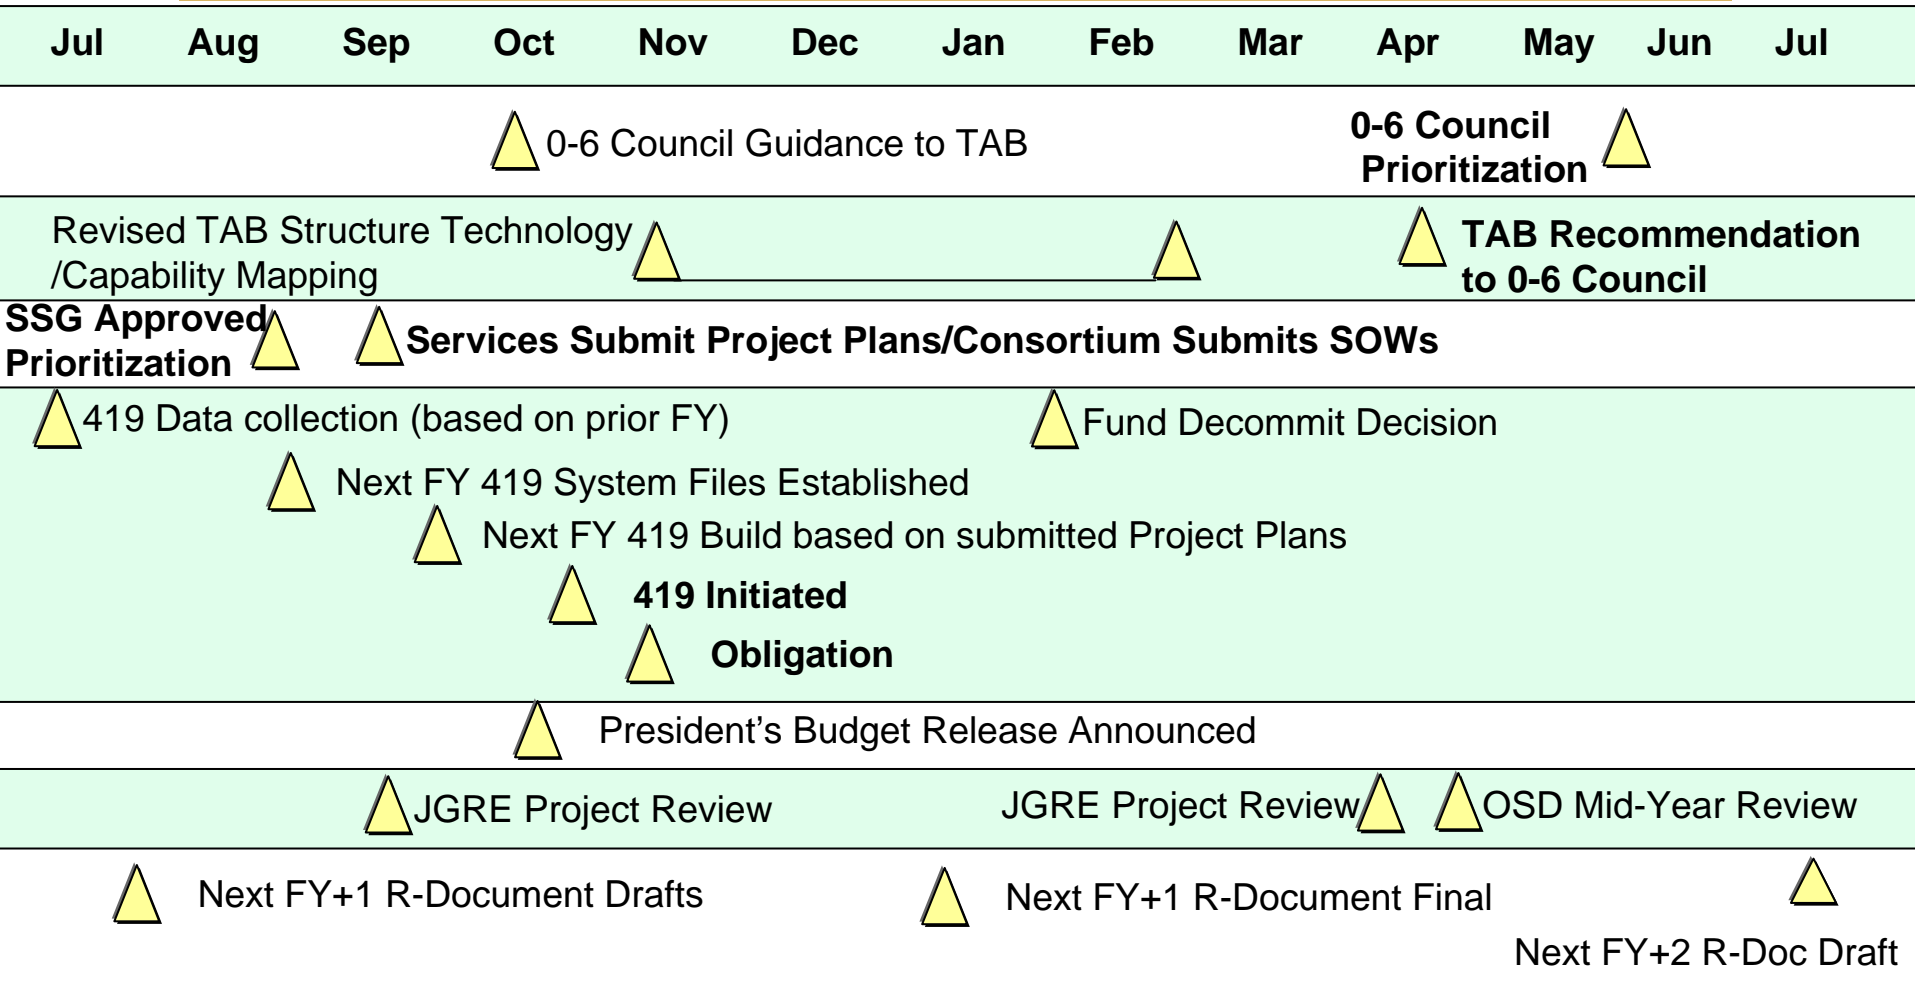 Jul Aug Sep Oct Nov Dec Jan Feb Mar Apr May Jun Jul
0-6 Council Guidance to TAB
0-6 Council
Prioritization
Revised TAB Structure Technology
/Capability Mapping
TAB Recommendation
to 0-6 Council
SSG Approved
Prioritization
Services Submit Project Plans/Consortium Submits SOWs
419 Data collection (based on prior FY)
Fund Decommit Decision
Next FY 419 System Files Established
Next FY 419 Build based on submitted Project Plans
419 Initiated
Obligation
President’s Budget Release Announced
JGRE Project Review
JGRE Project Review
OSD Mid-Year Review
Next FY+1 R-Document Drafts
Next FY+1 R-Document Final
Next FY+2 R-Doc Draft